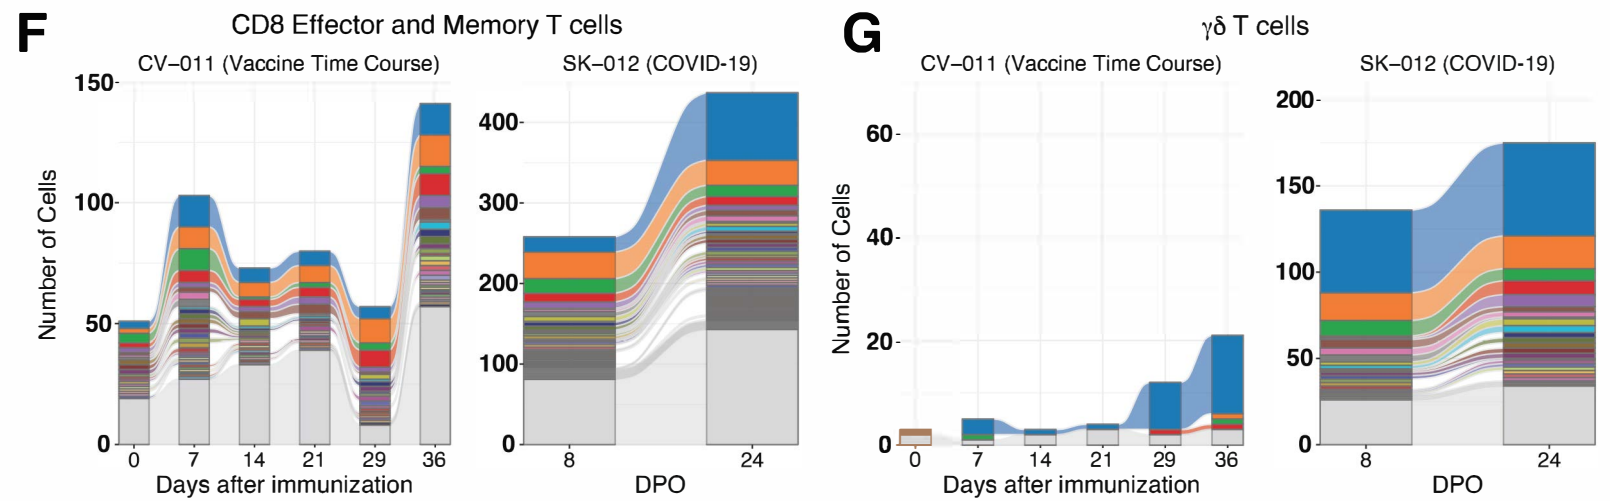 F
CD8 Effector and Memory T cells
CV–011 (Vaccine Time Course)
SK–012 (COVID-19)
Number of Cells
150
100
50
0
0 7 14 21 29 36
Days after immunization
400
300
200
100
0
8 24
DPO
G
γδ T cells
CV–011 (Vaccine Time Course)
SK–012 (COVID-19)
Number of Cells
60
40
20
0
0 7 14 21 29 36
Days after immunization
200
150
100
50
0
8 24
DPO